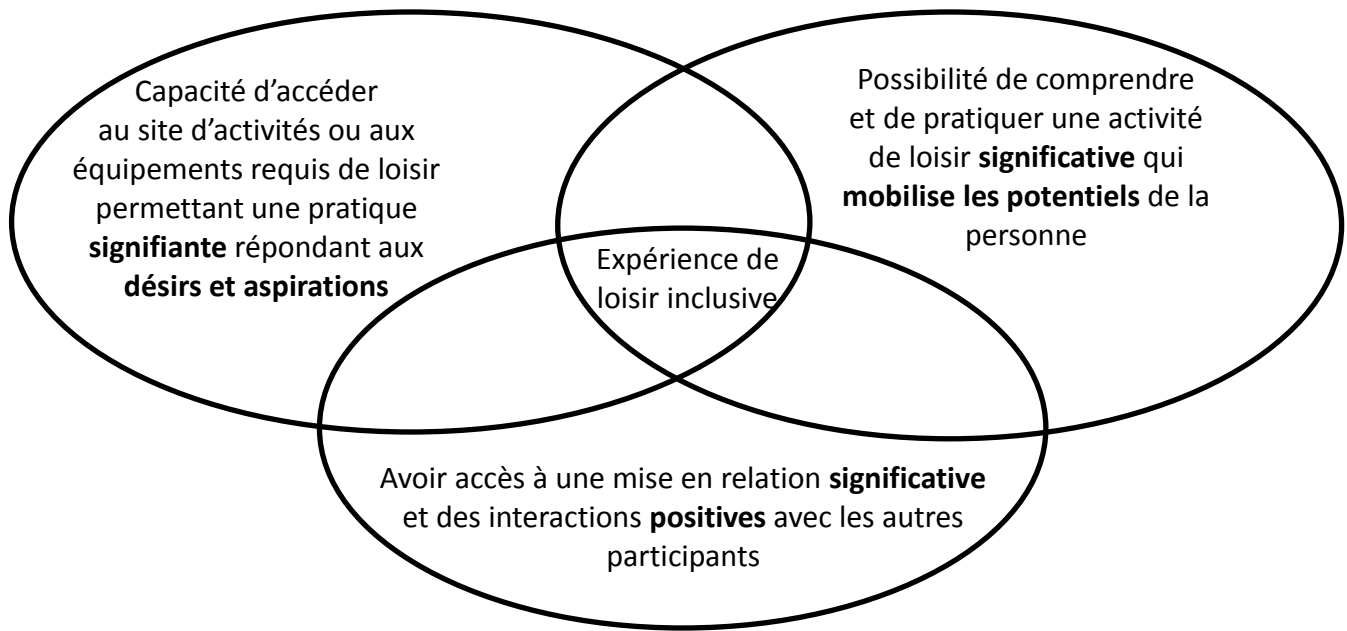 Capacité d’accéder
au site d’activités ou aux
équipements requis de loisir
permettant une pratique
signifiante répondant aux
désirs et aspirations
Possibilité de comprendre
et de pratiquer une activité
de loisir significative qui
mobilise les potentiels de la
personne
Expérience de
loisir inclusive
Avoir accès à une mise en relation significative
et des interactions positives avec les autres
participants